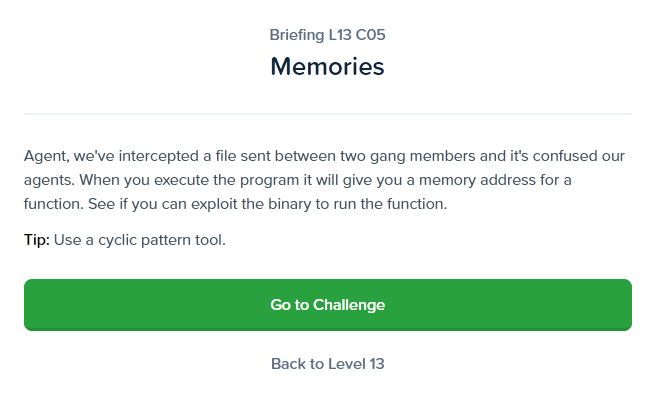 Briefing L13 C05
Memories
Agent, we've intercepted a file sent between two gang members and it's confused our
agents. When you execute the program it will give you a memory address for a
function. See if you can exploit the binary to run the function.
Tip: Use a cyclic pattern tool.
Go to Challenge
Back to Level 13